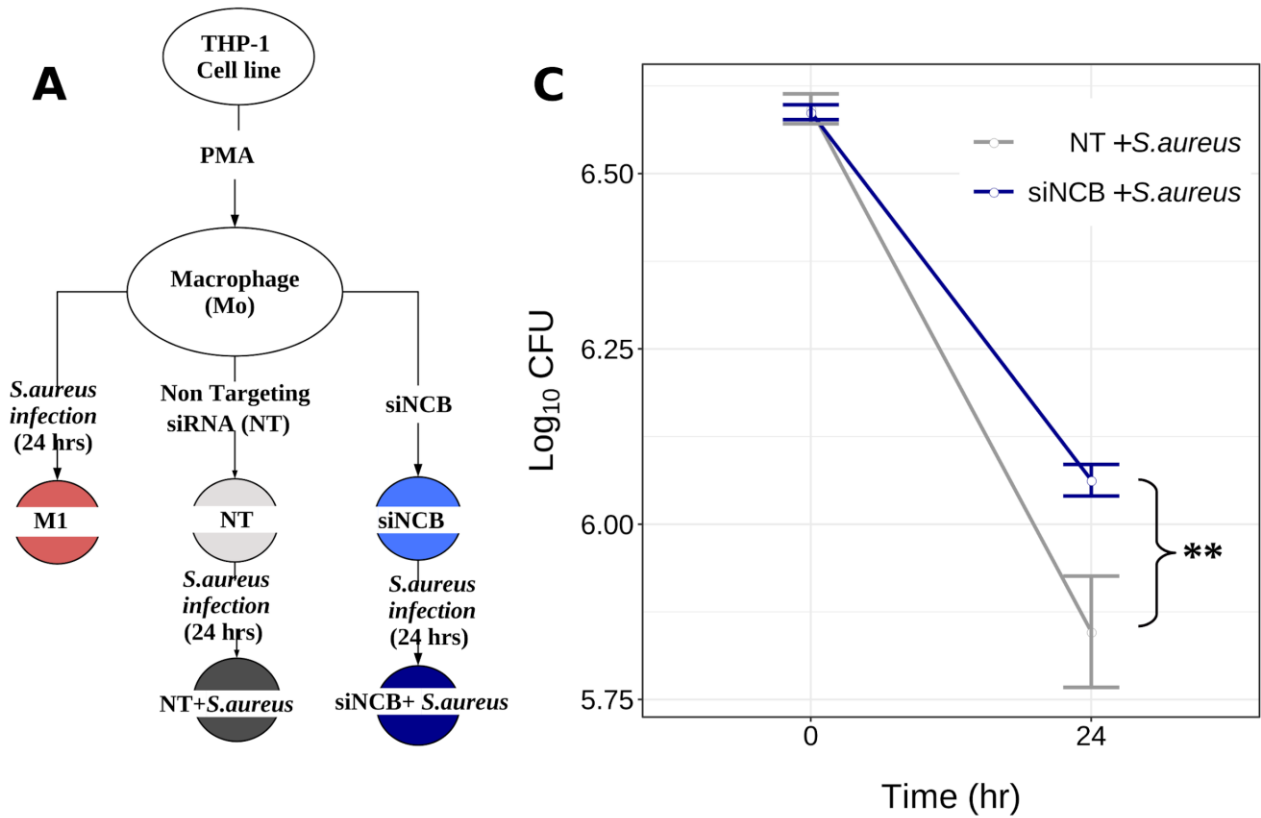 A
THP-1
Cell line
PMA
Macrophage
(Mo)
S.aureus
infection
(24 hrs)
Non Targeting
siRNA (NT)
siNCB
M1
NT
siNCB
S.aureus
infection
(24 hrs)
S.aureus
infection
(24 hrs)
NT+S.aureus
siNCB+ S.aureus
C
NT +S.aureus
siNCB +S.aureus
Log10 CFU
6.50
6.25
6.00
5.75
**
0
24
Time (hr)